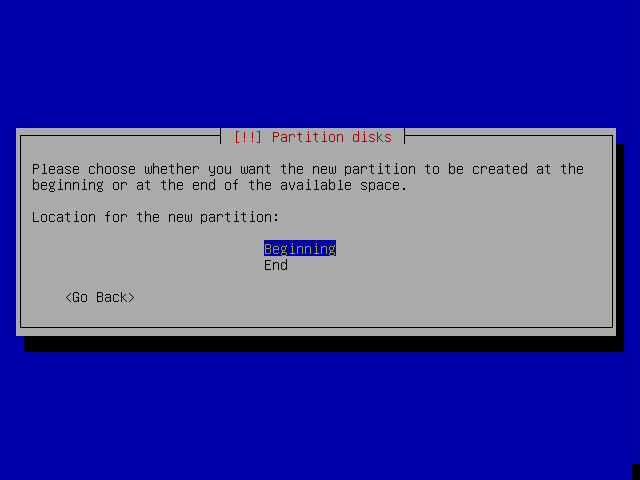 [!!] Partition disks
Please choose whether you want the new partition to be created at the
beginning or at the end of the available space.
Location for the new partition:
Beginning
End
<Go Back>